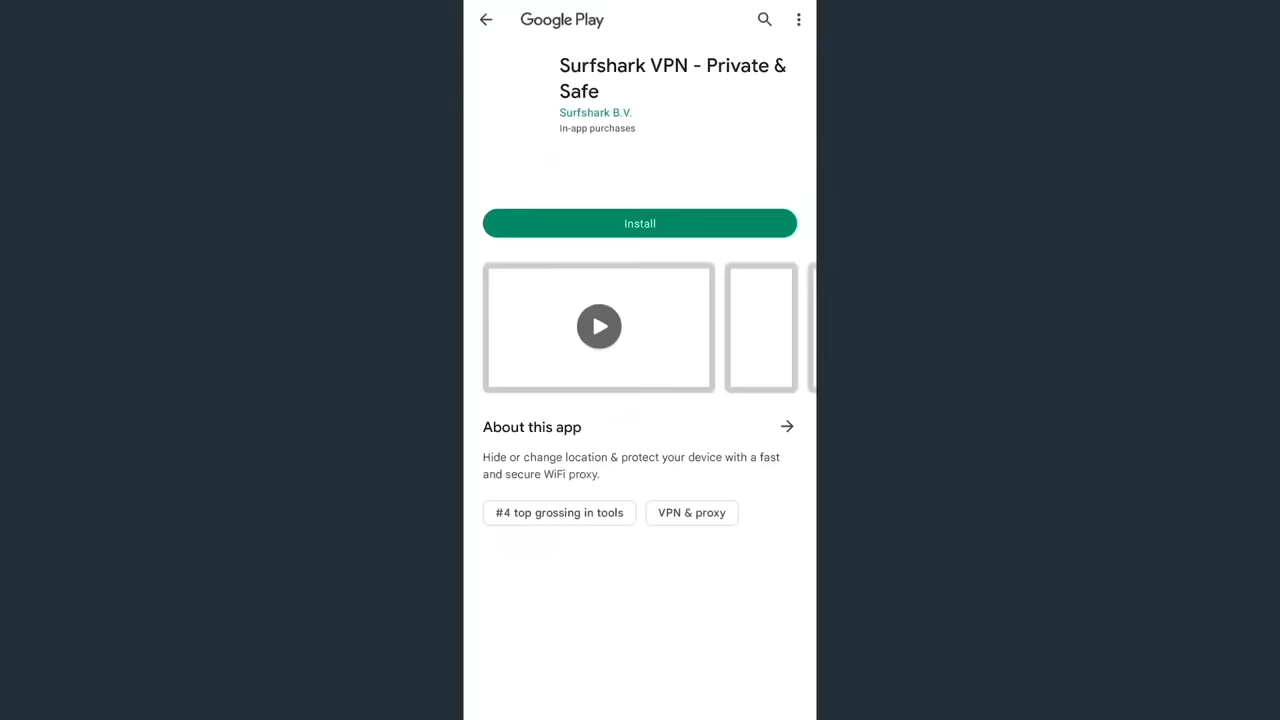 Google Play
Surfshark VPN - Private &
Safe
Surfshark B.V.
In-app purchases
Install
About this app
Hide or change location & protect your device with a fast
and secure WiFi proxy.
#4 top grossing in tools
VPN & proxy